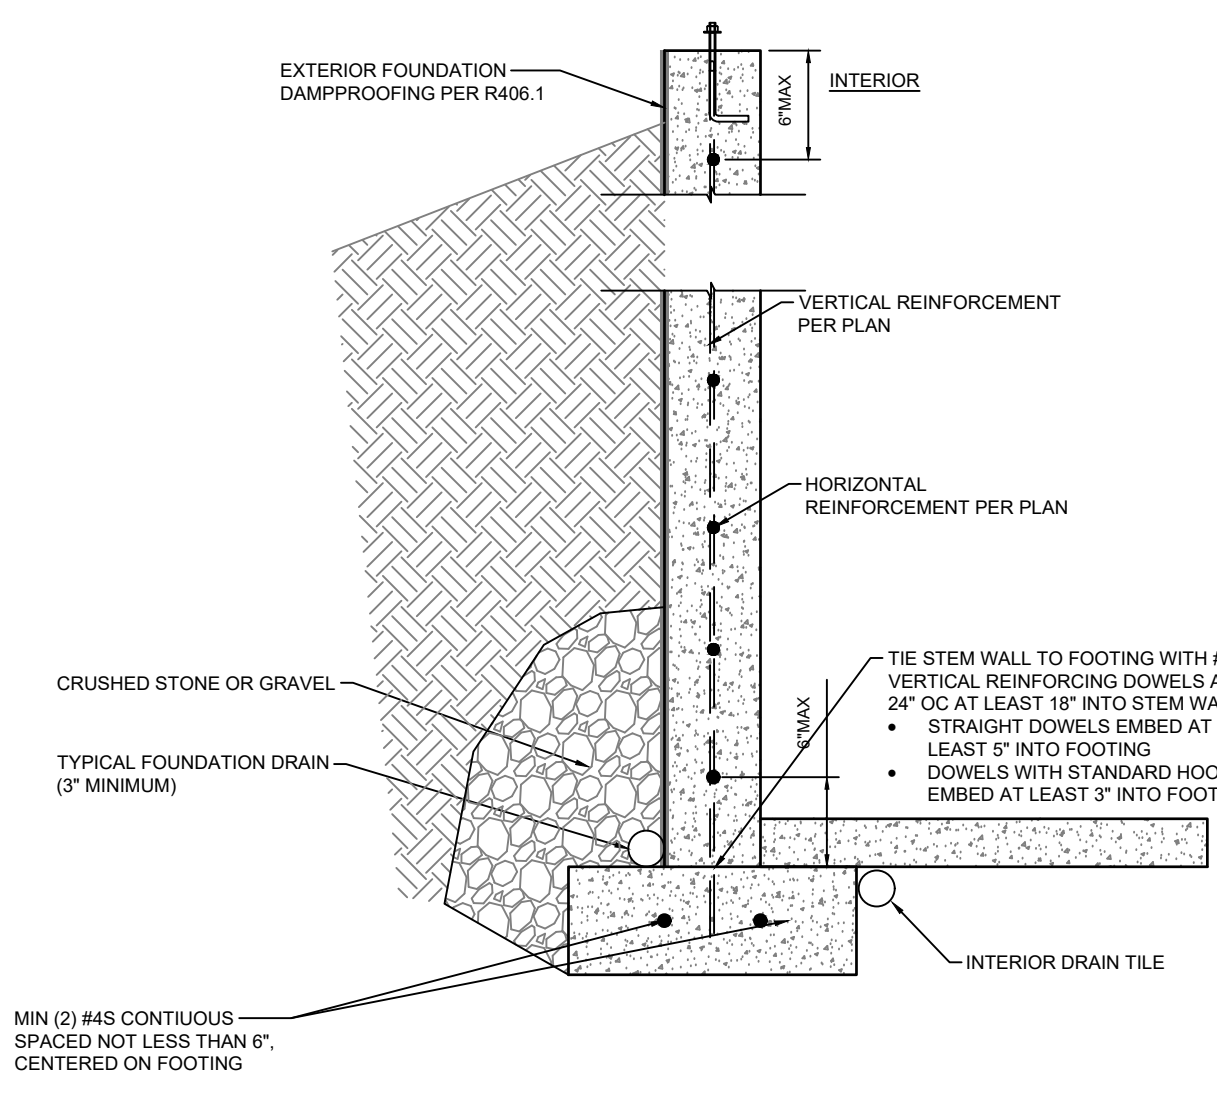 EXTERIOR FOUNDATION
DAMPPROOFING PER R406.1
6"MAX
INTERIOR
VERTICAL REINFORCEMENT
PER PLAN
HORIZONTAL
REINFORCEMENT PER PLAN
TIE STEM WALL TO FOOTING WITH #
VERTICAL REINFORCING DOWELS A
24" OC AT LEAST 18" INTO STEM WA
• STRAIGHT DOWELS EMBED AT
LEAST 5" INTO FOOTING
• DOWELS WITH STANDARD HOO
EMBED AT LEAST 3" INTO FOOT
6"MAX
CRUSHED STONE OR GRAVEL
TYPICAL FOUNDATION DRAIN
(3" MINIMUM)
INTERIOR DRAIN TILE
MIN (2) #4S CONTIUOUS
SPACED NOT LESS THAN 6",
CENTERED ON FOOTING